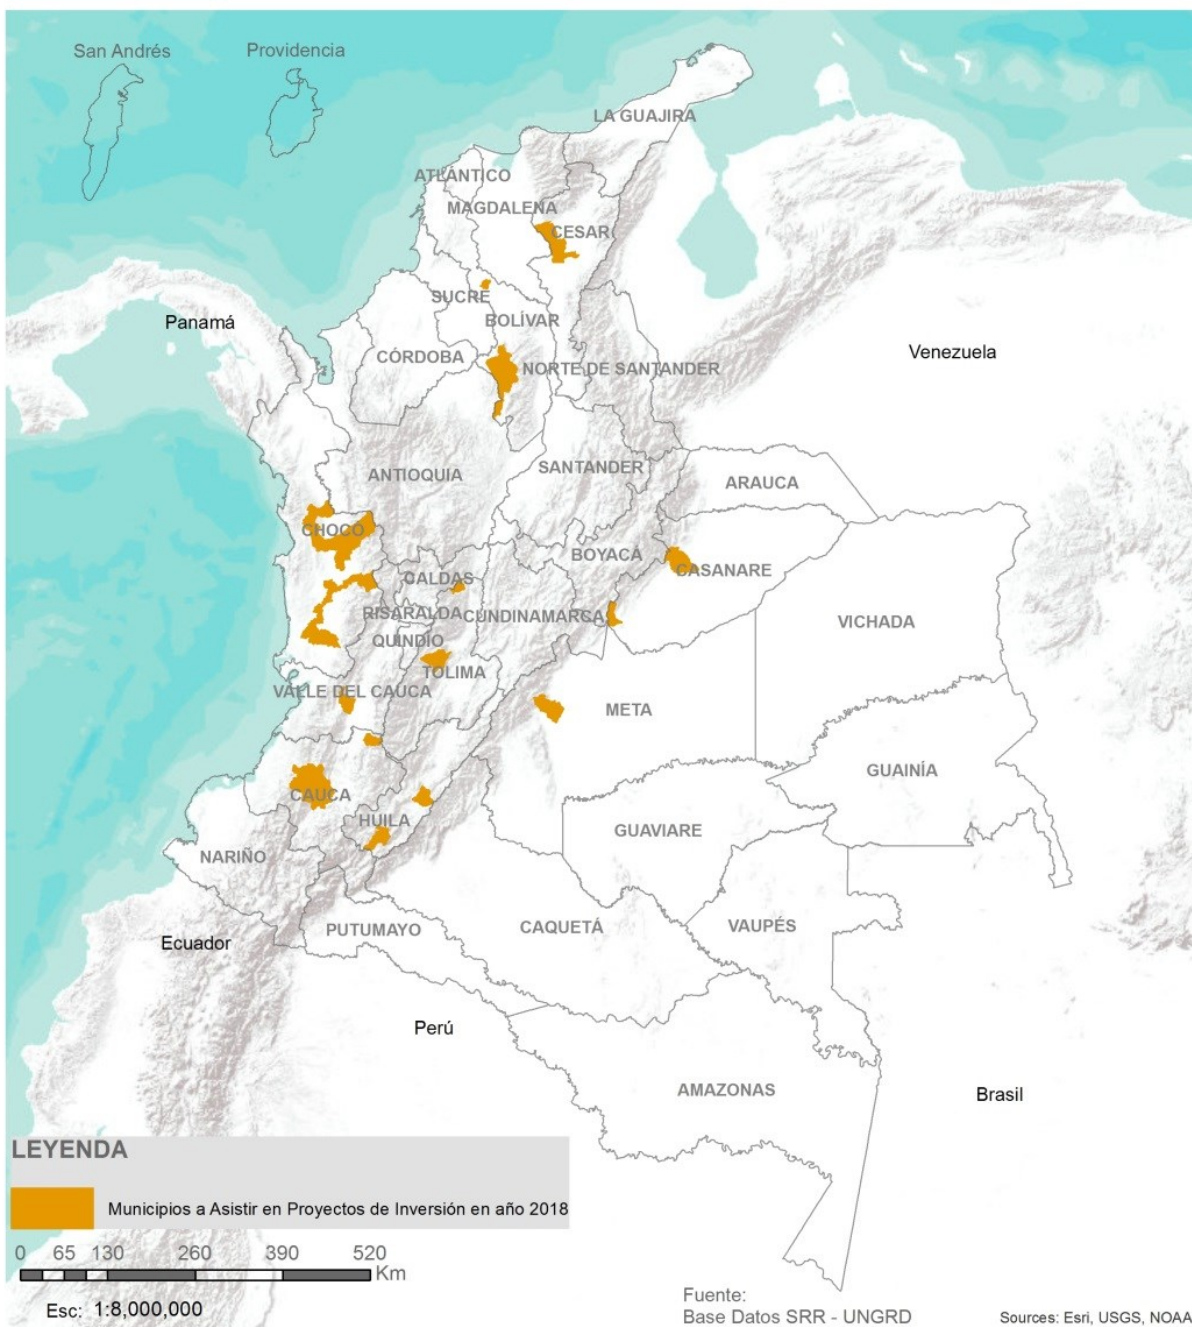 San Andrés
Providencia
LA GUAJIRA
ATLÁNTICO
MAGDALENA
CESAR
SUCRE
BOLÍVAR
Panamá
CÓRDOBA
Venezuela
NORTE DE SANTANDER
ANTIOQUIA
SANTANDER
ARAUCA
CHOCÓ
BOYACÁ
CASANARE
CALDAS
RISARALDA
CUNDINAMARCA
VICHADA
QUINDÍO
TOLIMA
VALLE DEL CAUCA
META
GUAINÍA
CAUCA
HUILA
GUAVIARE
NARIÑO
PUTUMAYO
CAQUETÁ
VAUPÉS
Ecuador
Perú
AMAZONAS
Brasil
LEYENDA
Municipios a Asistir en Proyectos de Inversión en año 2018
0 65 130 260 390 520
Km
Esc: 1:8,000,000
Fuente:
Base Datos SRR - UNGRD
Sources: Esri, USGS, NOAA